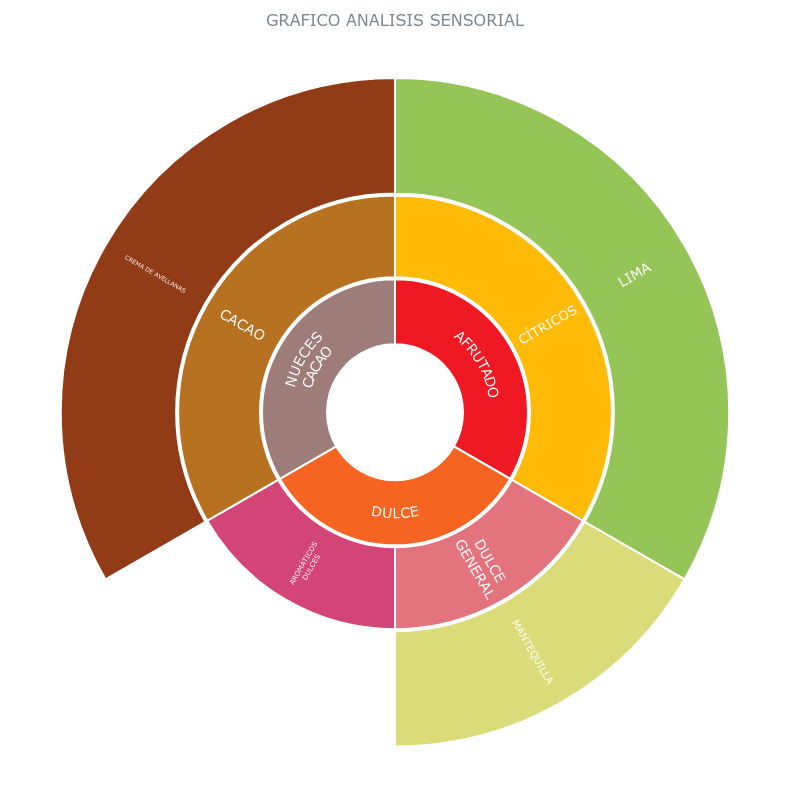 GRAFICO ANALISIS SENSORIAL
LIMA
CREMA DE AVELLANAS
CACAO
CÍTRICOS
NUECES
CACAO
AFRUTADO
DULCE
DULCE
GENERAL
AROMÁTICOS
DULCES
MANTEQUILLA